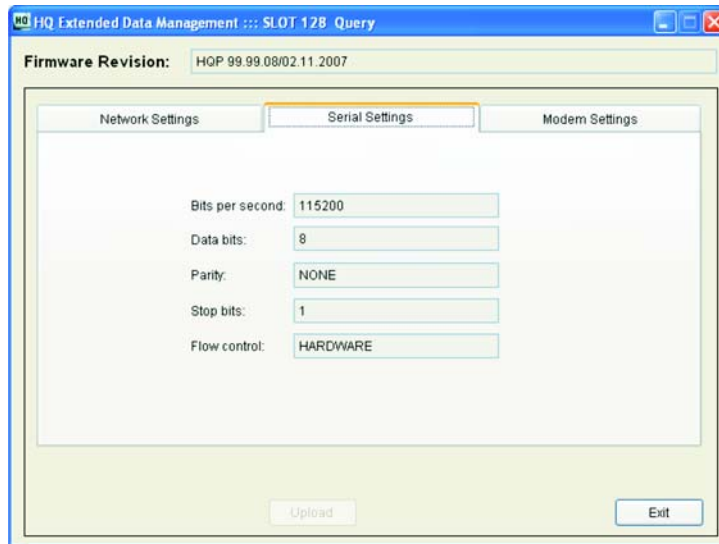 HQ HQ Extended Data Management ::: SLOT 128 Query
Firmware Revision: HQP 99.99.08/02.11.2007
Network Settings Serial Settings Modem Settings
Bits per second: 115200
Data bits: 8
Parity: NONE
Stop bits: 1
Flow control: HARDWARE
Upload Exit